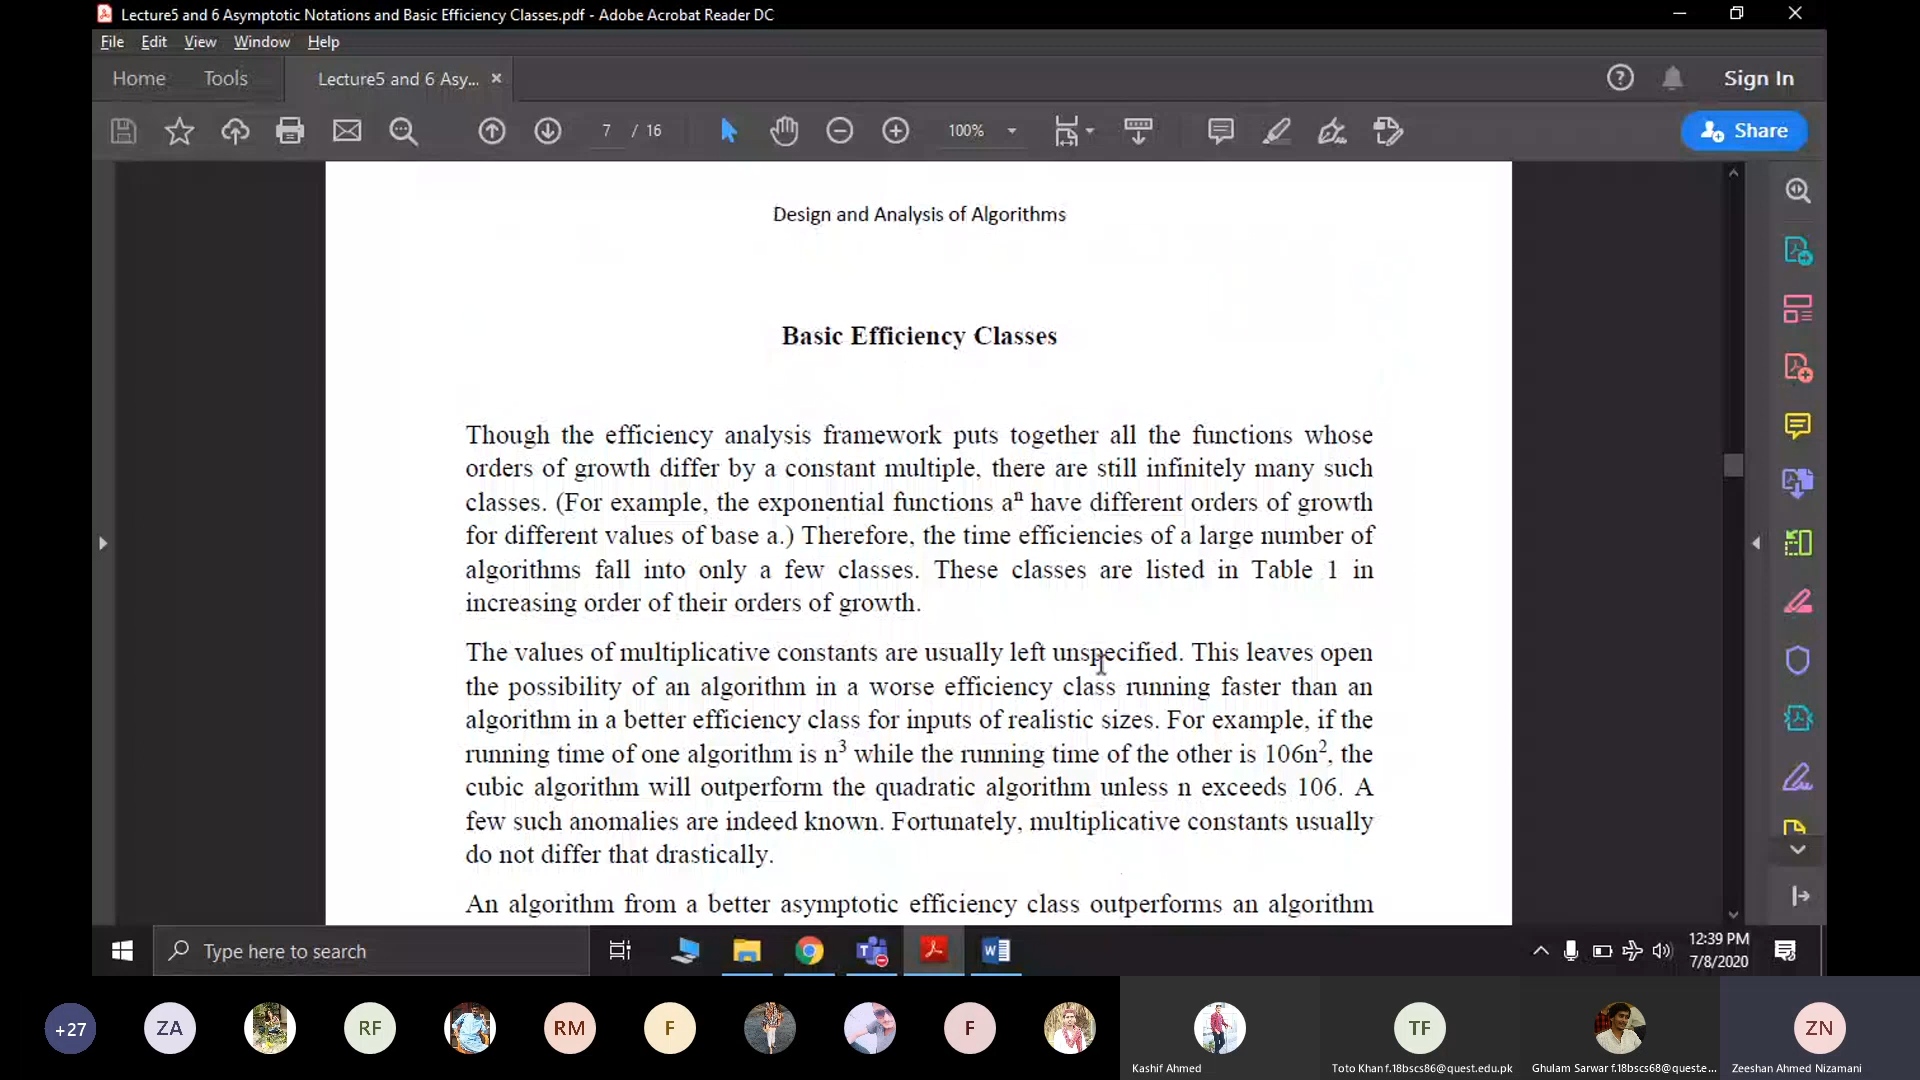 Lecture5 and 6 Asymptotic Notations and Basic Efficiency Classes.pdf - Adobe Acrobat Reader DC
File Edit View Window Help
Home Tools Lecture5 and 6 Asy... × Sign In
7 / 16 100% Share
Design and Analysis of Algorithms
Basic Efficiency Classes
Though the efficiency analysis framework puts together all the functions whose
orders of growth differ by a constant multiple, there are still infinitely many such
classes. (For example, the exponential functions aⁿ have different orders of growth
for different values of base a.) Therefore, the time efficiencies of a large number of
algorithms fall into only a few classes. These classes are listed in Table 1 in
increasing order of their orders of growth.
The values of multiplicative constants are usually left unspecified. This leaves open
the possibility of an algorithm in a worse efficiency class running faster than an
algorithm in a better efficiency class for inputs of realistic sizes. For example, if the
running time of one algorithm is n³ while the running time of the other is 106n², the
cubic algorithm will outperform the quadratic algorithm unless n exceeds 106. A
few such anomalies are indeed known. Fortunately, multiplicative constants usually
do not differ that drastically.
An algorithm from a better asymptotic efficiency class outperforms an algorithm
Type here to search
12:39 PM
7/8/2020
+27 ZA RF RM F F TF ZN
Kashif Ahmed Toto Khan f.18bscs86@quest.edu.pk Ghulam Sarwar f.18bscs68@quest.e... Zeeshan Ahmed Nizamani